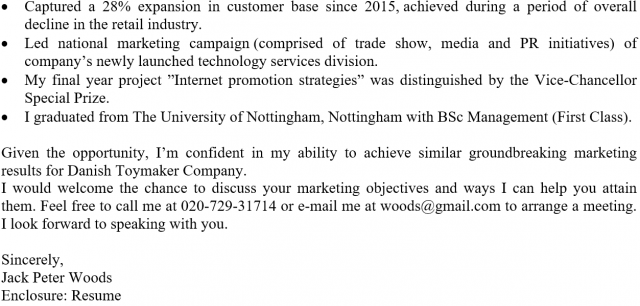 • Captured a 28% expansion in customer base since 2015, achieved during a period of overall
decline in the retail industry.
• Led national marketing campaign (comprised of trade show, media and PR initiatives) of
company's newly launched technology services division.
• My final year project ”Internet promotion strategies” was distinguished by the Vice-Chancellor
Special Prize.
• I graduated from The University of Nottingham, Nottingham with BSc Management (First Class).
Given the opportunity, I'm confident in my ability to achieve similar groundbreaking marketing
results for Danish Toymaker Company.
I would welcome the chance to discuss your marketing objectives and ways I can help you attain
them. Feel free to call me at 020-729-31714 or e-mail me at woods@gmail.com to arrange a meeting.
I look forward to speaking with you.
Sincerely,
Jack Peter Woods
Enclosure: Resume